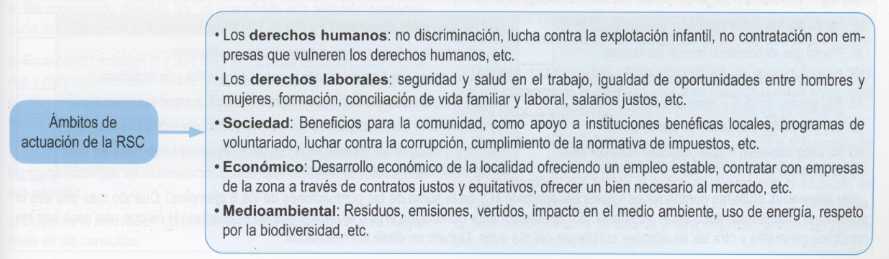 Ámbitos de
actuación de la RSC
• Los derechos humanos: no discriminación, lucha contra la explotación infantil, no contratación con em-
presas que vulneren los derechos humanos, etc.
• Los derechos laborales: seguridad y salud en el trabajo, igualdad de oportunidades entre hombres y
mujeres, formación, conciliación de vida familiar y laboral, salarios justos, etc.
• Sociedad: Beneficios para la comunidad, como apoyo a instituciones benéficas locales, programas de
voluntariado, luchar contra la corrupción, cumplimiento de la normativa de impuestos, etc.
• Económico: Desarrollo económico de la localidad ofreciendo un empleo estable, contratar con empresas
de la zona a través de contratos justos y equitativos, ofrecer un bien necesario al mercado, etc.
• Medioambiental: Residuos, emisiones, vertidos, impacto en el medio ambiente, uso de energía, respeto
por la biodiversidad, etc.